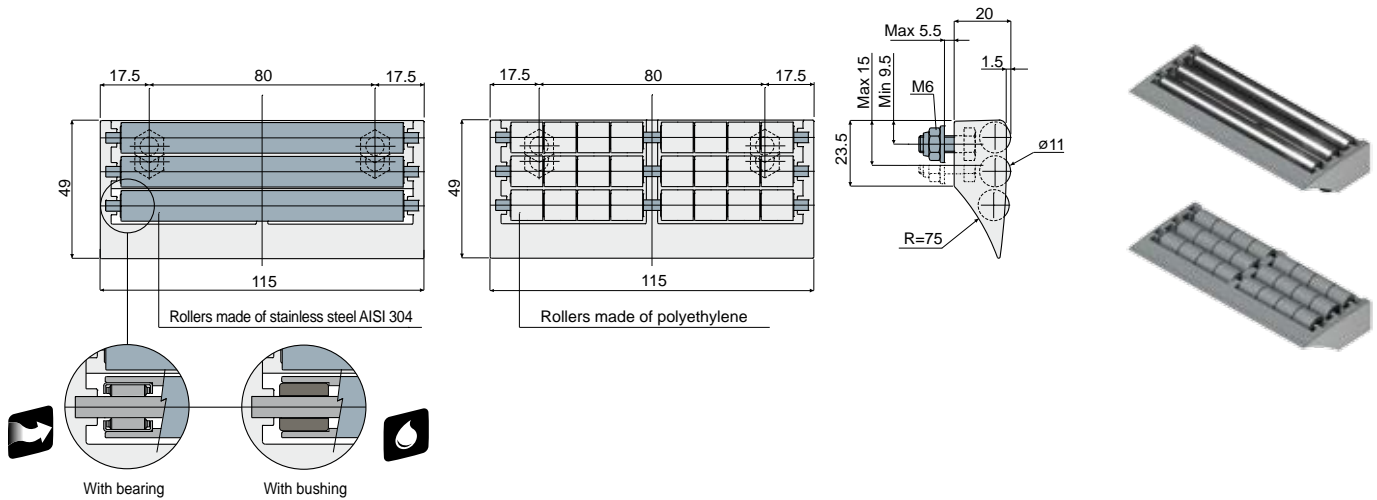 17.5
80
17.5
49
115
Rollers made of stainless steel AISI 304
17.5
80
17.5
49
115
Rollers made of polyethylene
20
Max 5.5
1.5
Max 15
Min 9.5
M6
23.5
ø11
R=75
With bearing
With bushing